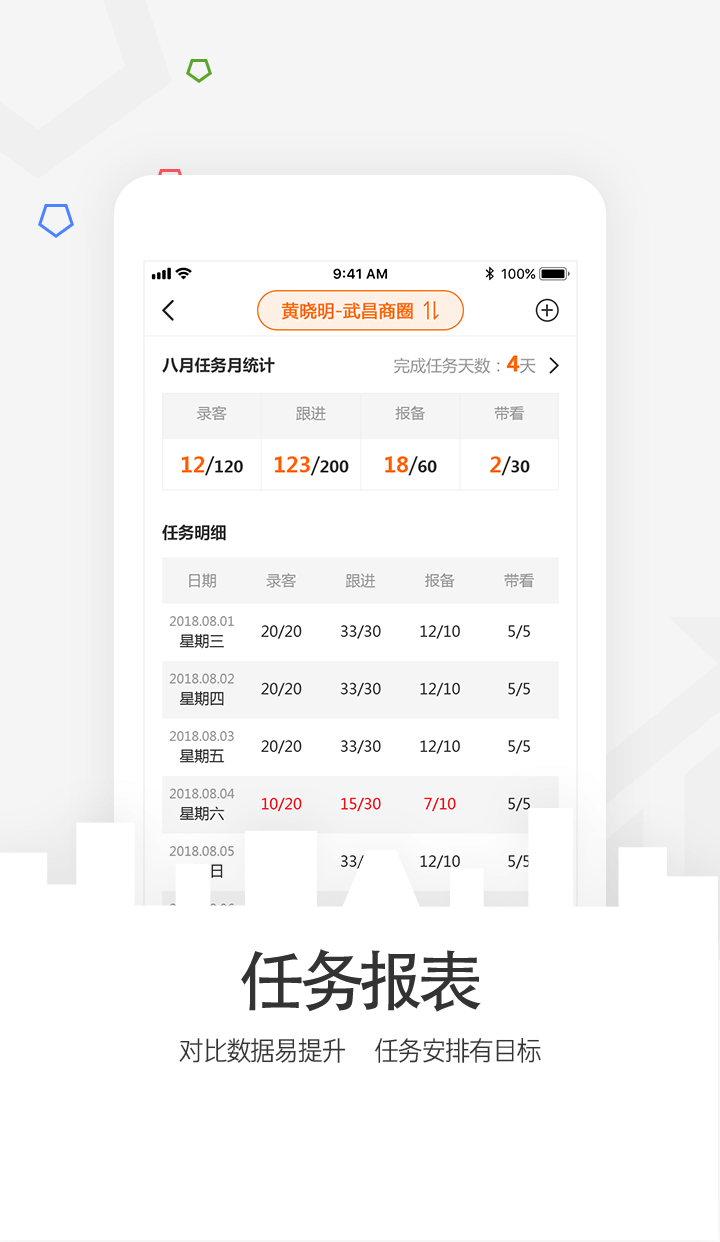 9:41 AM 100%
黄晓明-武昌商圈
八月任务月统计 完成任务天数：4天
录客 跟进 报备 带看
12/120 123/200 18/60 2/30
任务明细
日期 录客 跟进 报备 带看
2018.08.01
星期三 20/20 33/30 12/10 5/5
2018.08.02
星期四 20/20 33/30 12/10 5/5
2018.08.03
星期五 20/20 33/30 12/10 5/5
2018.08.04
星期六 10/20 15/30 7/10 5/5
2018.08.05
日 33/ 12/10 5/5
任务报表
对比数据易提升 任务安排有目标